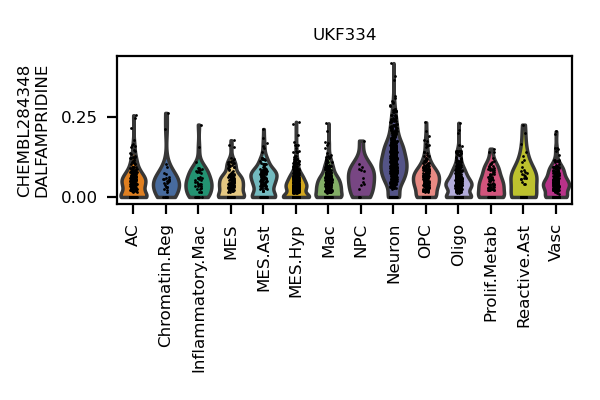 UKF334
CHEMBL284348
DALFAMPRIDINE
0.25
0.00
AC
Chromatin.Reg
Inflammatory.Mac
MES
MES.Ast
MES.Hyp
Mac
NPC
Neuron
OPC
Oligo
Prolif.Metab
Reactive.Ast
Vasc